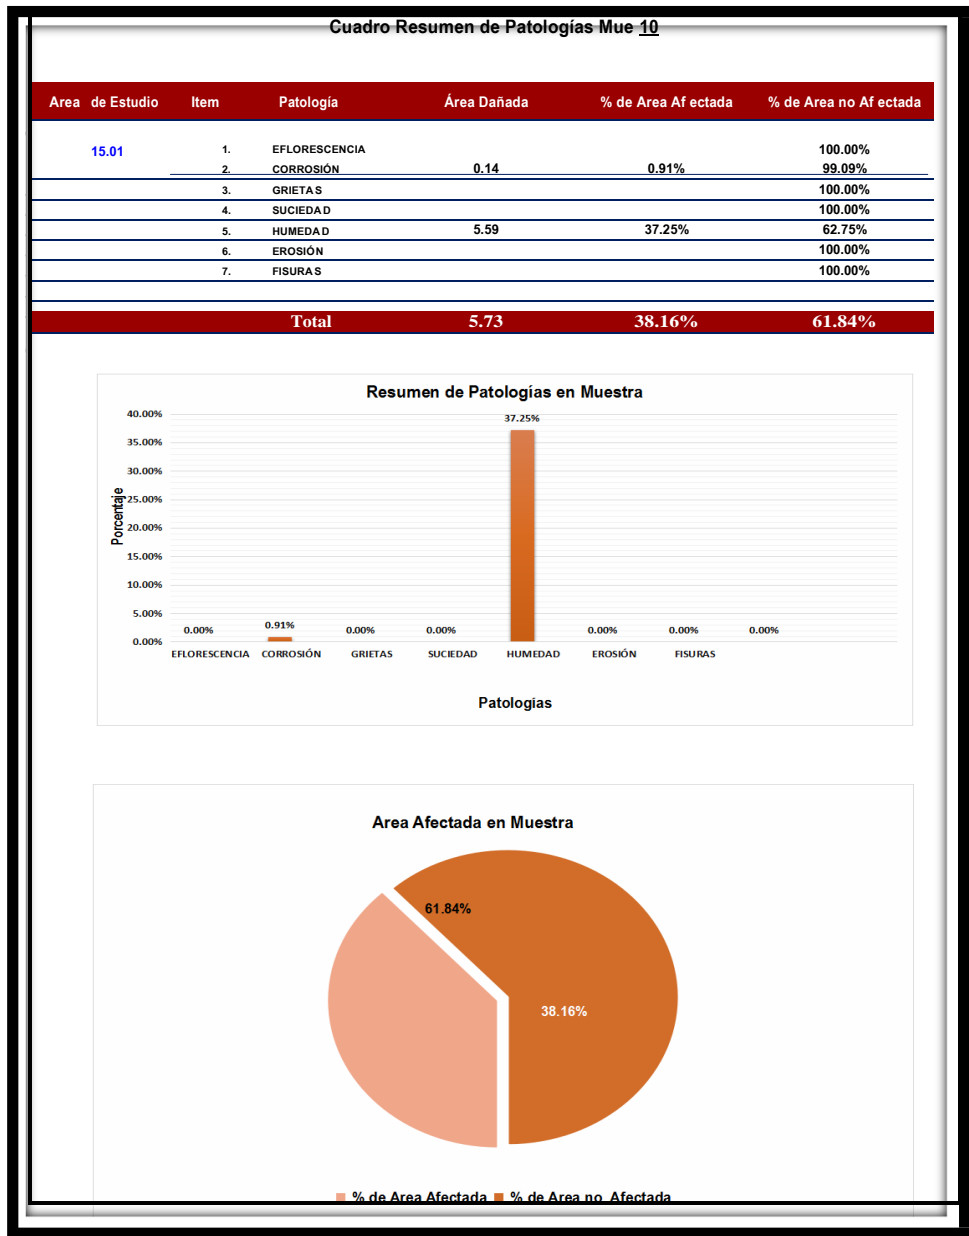 Cuadro Resumen de Patologías Mue 10
Area de Estudio Item Patología Área Dañada % de Area Af ectada % de Area no Af ectada
15.01 1. EFLORESCENCIA 100.00%
2. CORROSIÓN 0.14 0.91% 99.09%
3. GRIETAS 100.00%
4. SUCIEDAD 100.00%
5. HUMEDAD 5.59 37.25% 62.75%
6. EROSIÓN 100.00%
7. FISURAS 100.00%
Total 5.73 38.16% 61.84%
Resumen de Patologías en Muestra
Porcentaje
40.00%
35.00%
30.00%
25.00%
20.00%
15.00%
10.00%
5.00%
0.00%
0.00% 0.91% 0.00% 0.00% 37.25% 0.00% 0.00% 0.00%
EFLORESCENCIA CORROSIÓN GRIETAS SUCIEDAD HUMEDAD EROSIÓN FISURAS
Patologías
Area Afectada en Muestra
61.84%
38.16%
% de Area Afectada % de Area no Afectada